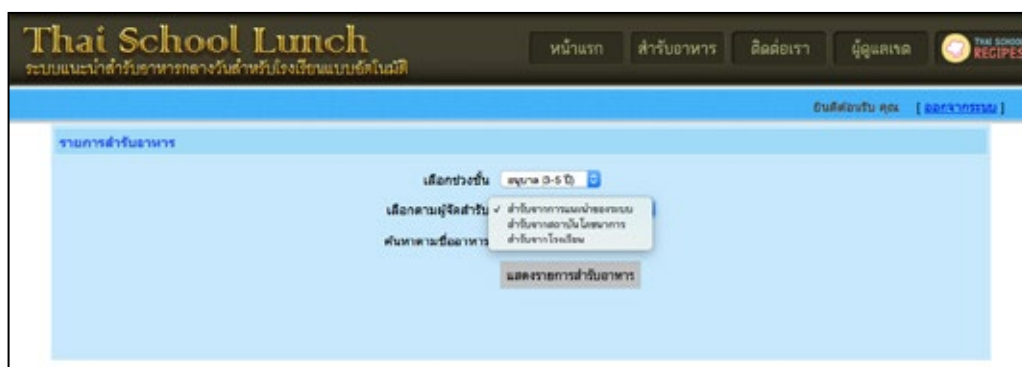 Thai School Lunch
ระบบแนะนำสำรับอาหารกลางวันสำหรับโรงเรียนแบบอัตโนมัติ
หน้าแรก สำรับอาหาร ติดต่อเรา ผู้ดูแลเขต THAI SCHOOL RECIPES
ยินดีต้อนรับ คุณ [ ออกจากระบบ ]
รายการสำรับอาหาร
เลือกช่วงชั้น อนุบาล (3-5 ปี)
เลือกตามผู้จัดสำรับ ✓ สำรับจากการแนะนำของระบบ
สำรับจากสถาบันโภชนาการ
สำรับจากโรงเรียน
ค้นหาตามชื่ออาหาร
แสดงรายการสำรับอาหาร